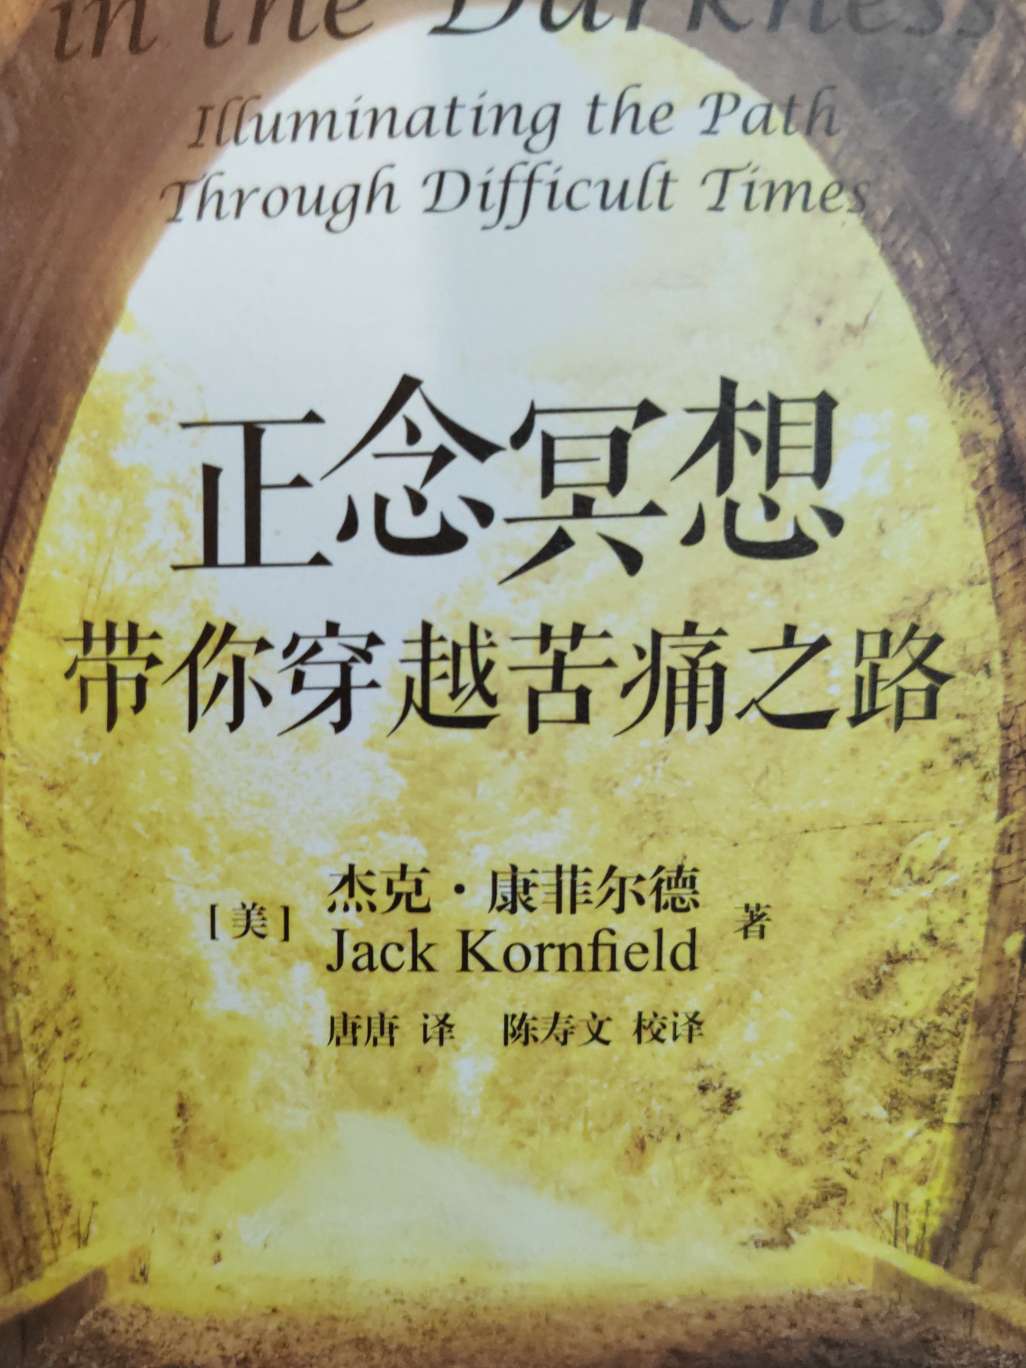 in the Darkness
Illuminating the Path
Through Difficult Times
正念冥想
带你穿越苦痛之路
[美] 杰克·康菲尔德 著
Jack Kornfield
唐唐 译 陈寿文 校译